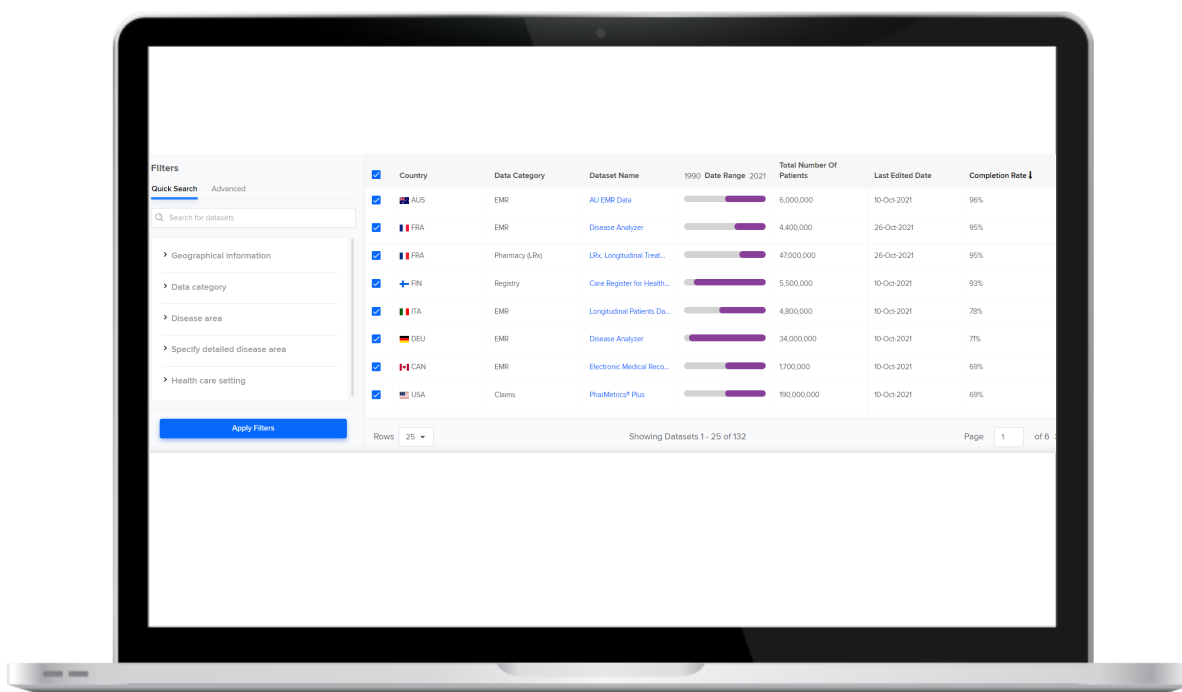 Filters
Quick Search Advanced
Search for datasets
Geographical information
Data category
Disease area
Specify detailed disease area
Health care setting
Apply Filters
Country Data Category Dataset Name 1990 Date Range 2021 Total Number Of Patients Last Edited Date Completion Rate
AUS EMR AU EMR Data 6,000,000 10-Oct-2021 96%
FRA EMR Disease Analyzer 4,400,000 26-Oct-2021 95%
FRA Pharmacy (LRx) LRx, Longitudinal Treat... 47,000,000 26-Oct-2021 95%
FIN Registry Care Register for Health... 5,500,000 10-Oct-2021 93%
ITA EMR Longitudinal Patients Da... 4,800,000 10-Oct-2021 78%
DEU EMR Disease Analyzer 34,000,000 10-Oct-2021 71%
CAN EMR Electronic Medical Reco... 1,700,000 10-Oct-2021 69%
USA Claims PharMetrics® Plus 190,000,000 10-Oct-2021 69%
Rows 25 Showing Datasets 1 - 25 of 132 Page 1 of 6